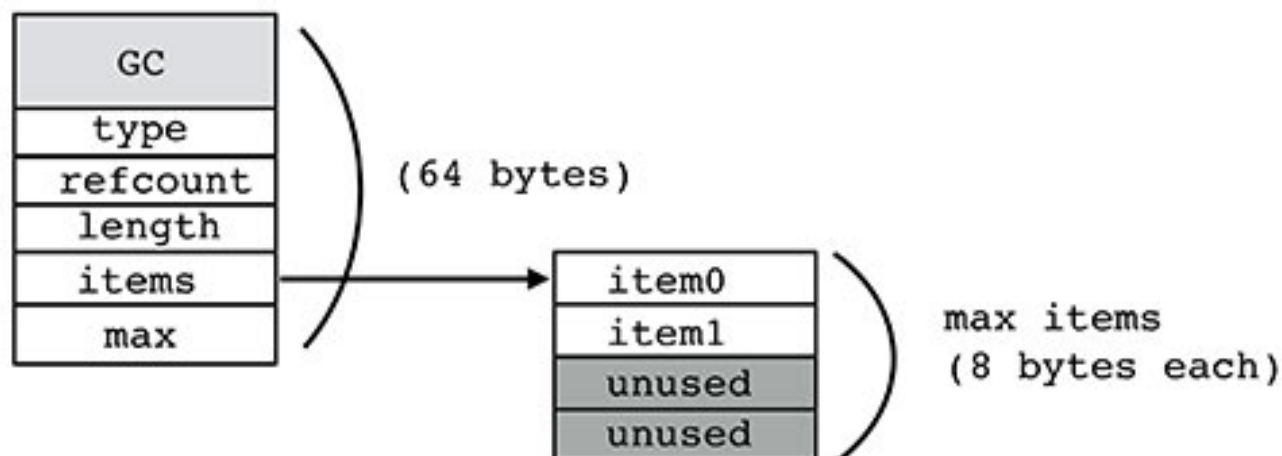 GC
type
refcount
length
items
max
(64 bytes)
item0
item1
unused
unused
max items
(8 bytes each)